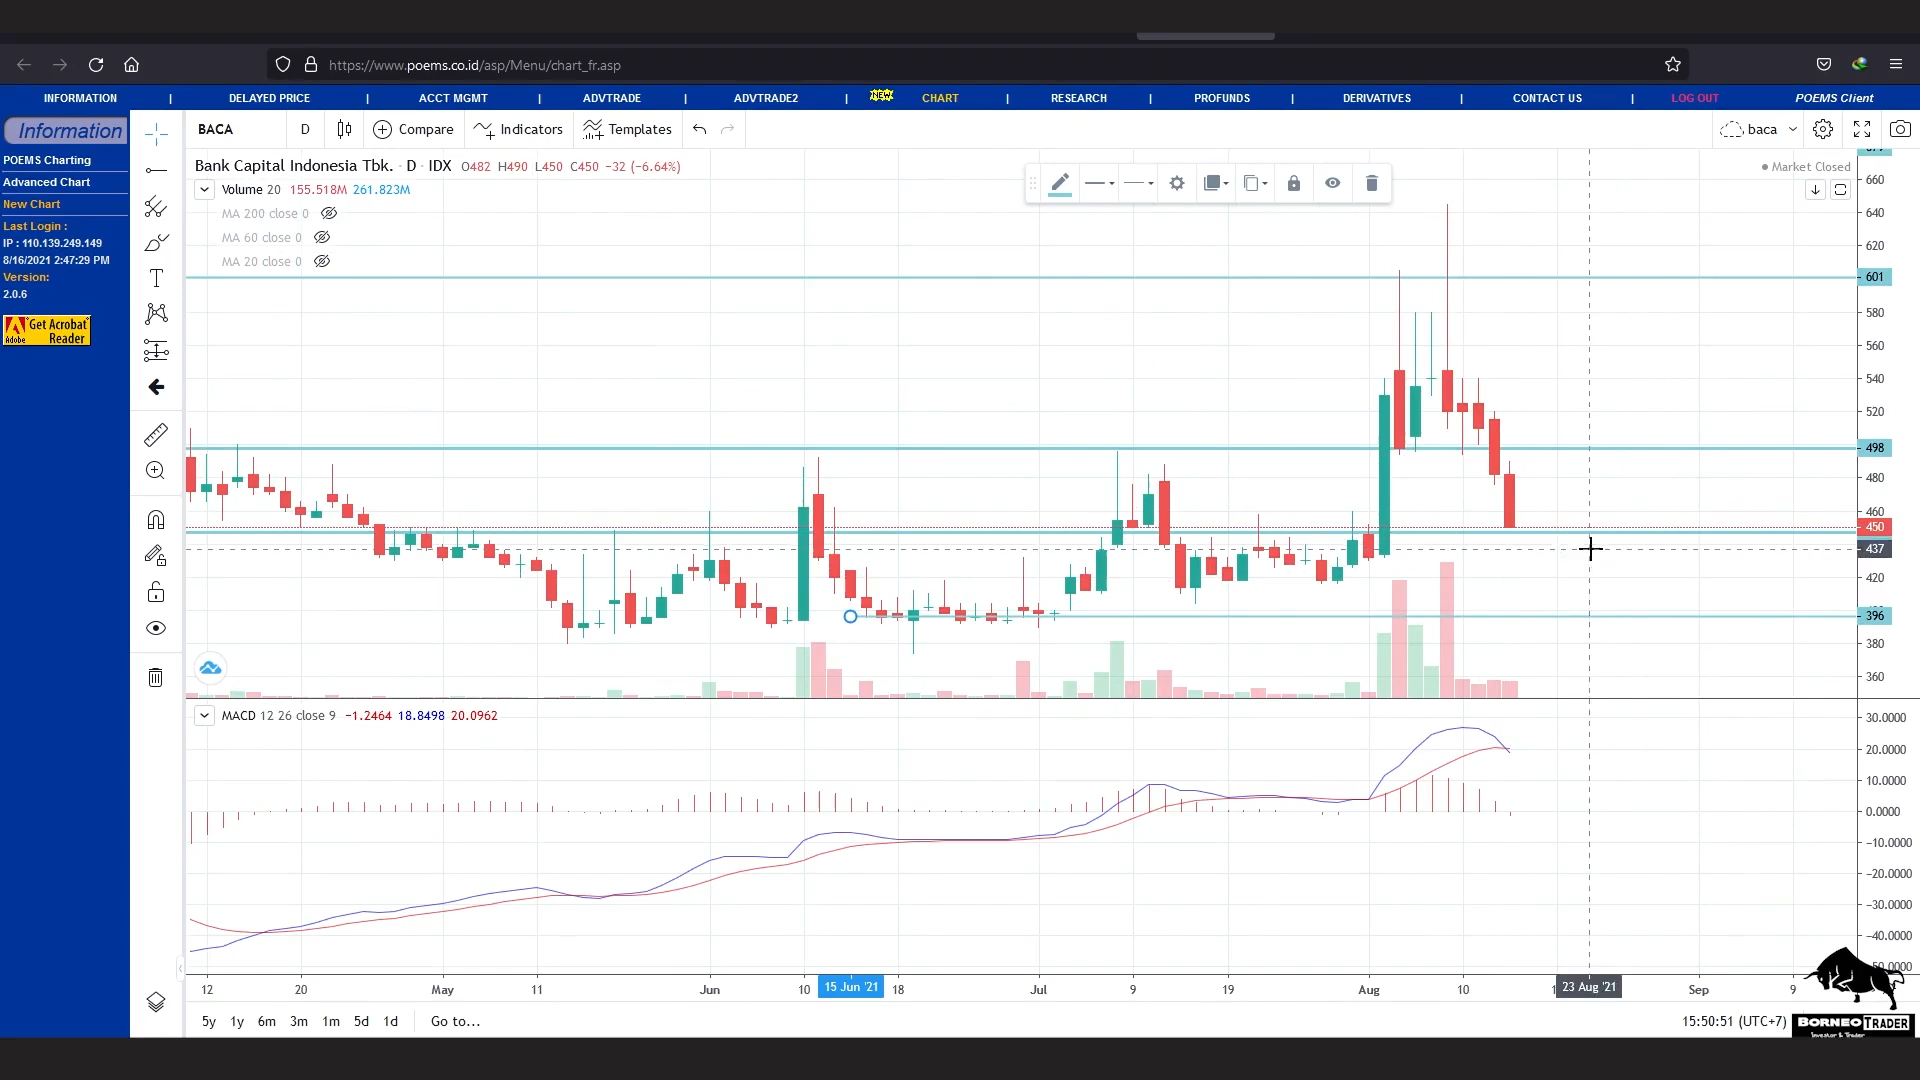 https://www.poems.co.id/asp/Menu/chart_fr.asp
INFORMATION | DELAYED PRICE | ACCT MGMT | ADVTRADE | ADVTRADE2 | NEW CHART | RESEARCH | PROFUNDS | DERIVATIVES | CONTACT US | LOG OUT POEMS Client
Information
POEMS Charting
Advanced Chart
New Chart
Last Login :
IP : 110.139.249.149
8/16/2021 2:47:29 PM
Version:
2.0.6
Get Acrobat
Adobe Reader
BACA D Compare Indicators Templates baca
Bank Capital Indonesia Tbk. · D · IDX O482 H490 L450 C450 −32 (−6.64%)
Market Closed
Volume 20 155.518M 261.823M
MA 200 close 0
MA 60 close 0
MA 20 close 0
660
640
620
601
580
560
540
520
498
480
460
450
437
420
396
380
360
MACD 12 26 close 9 −1.2464 18.8498 20.0962
30.0000
20.0000
10.0000
0.0000
−10.0000
−20.0000
−30.0000
−40.0000
12 20 May 11 Jun 10 15 Jun '21 18 Jul 9 19 Aug 10 23 Aug '21 Sep 9
5y 1y 6m 3m 1m 5d 1d Go to...
15:50:51 (UTC+7)
BORNEO TRADER
Investor & Trader